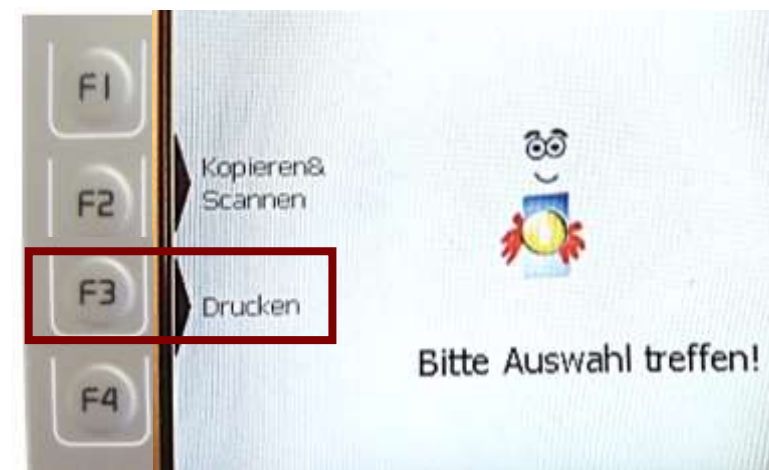 F1
Kopieren&
Scannen
F2
F3
Drucken
Bitte Auswahl treffen!
F4